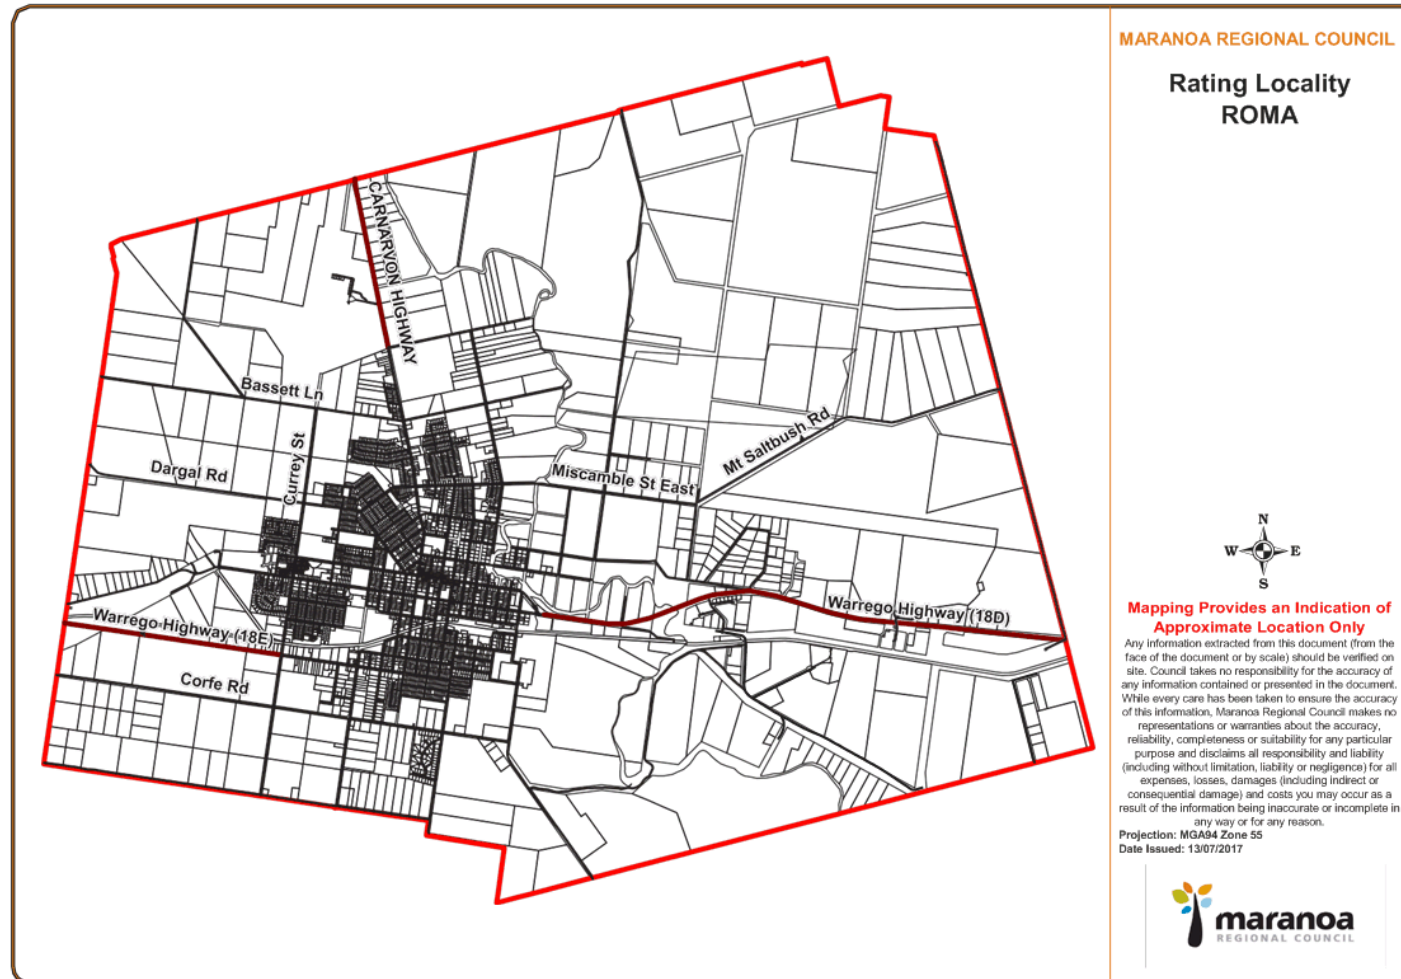 MARANOA REGIONAL COUNCIL
Rating Locality
ROMA
CARNARVON HIGHWAY
Bassett Ln
Currey St
Dargal Rd
Mt Saltbush Rd
Miscamble St East
Warrego Highway (18E)
Warrego Highway (18D)
Corfe Rd
N
W E
S
Mapping Provides an Indication of
Approximate Location Only
Any information extracted from this document (from the
face of the document or by scale) should be verified on
site. Council takes no responsibility for the accuracy of
any information contained or presented in the document.
While every care has been taken to ensure the accuracy
of this information, Maranoa Regional Council makes no
representations or warranties about the accuracy,
reliability, completeness or suitability for any particular
purpose and disclaims all responsibility and liability
(including without limitation, liability or negligence) for all
expenses, losses, damages (including indirect or
consequential damage) and costs you may occur as a
result of the information being inaccurate or incomplete in
any way or for any reason.
Projection: MGA94 Zone 55
Date Issued: 13/07/2017
maranoa
REGIONAL COUNCIL